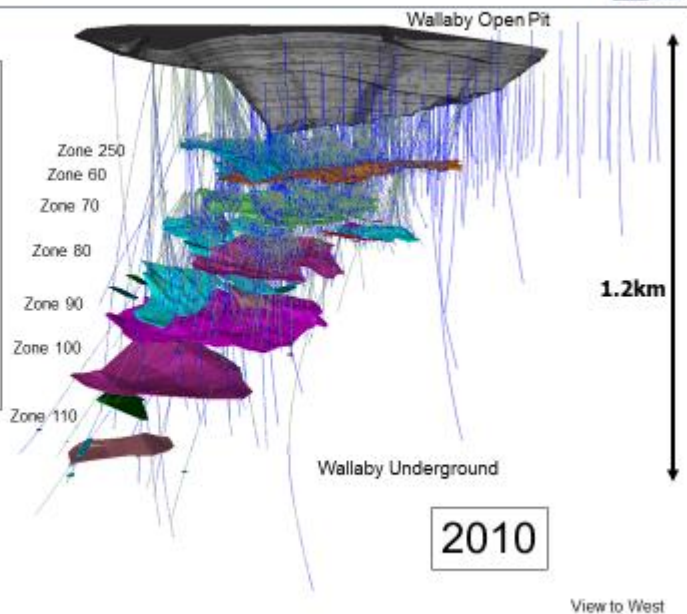 Wallaby Open Pit
Zone 250
Zone 60
Zone 70
Zone 80
1.2km
Zone 90
Zone 100
Zone 110
Wallaby Underground
2010
View to West